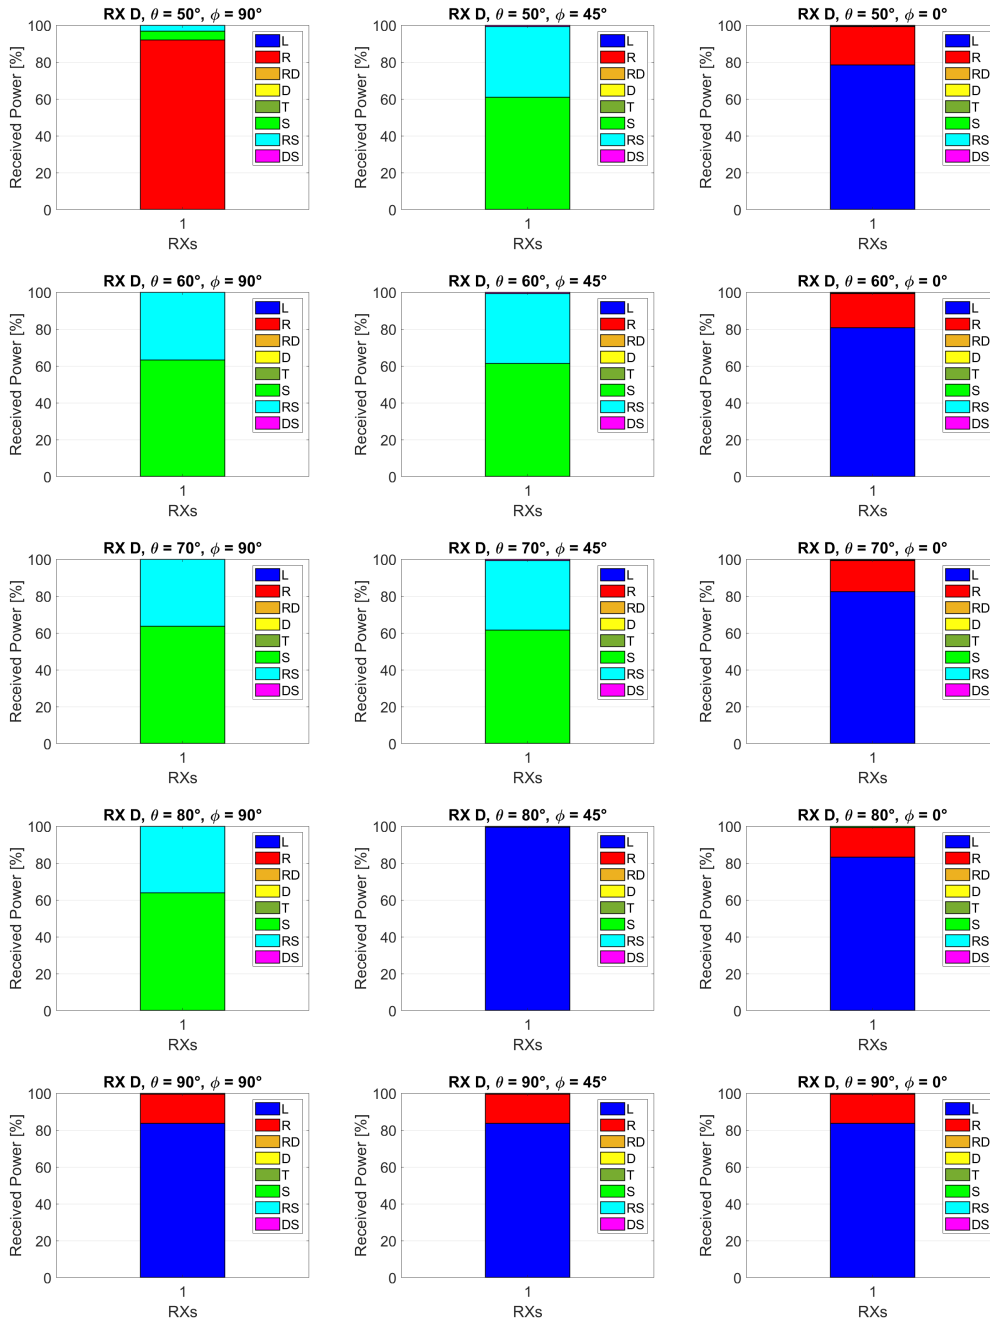 RX D, θ = 50°, ϕ = 90°
Received Power [%]
100
80
60
40
20
0
1
RXs
L
R
RD
D
T
S
RS
DS
RX D, θ = 50°, ϕ = 45°
Received Power [%]
100
80
60
40
20
0
1
RXs
L
R
RD
D
T
S
RS
DS
RX D, θ = 50°, ϕ = 0°
Received Power [%]
100
80
60
40
20
0
1
RXs
L
R
RD
D
T
S
RS
DS
RX D, θ = 60°, ϕ = 90°
Received Power [%]
100
80
60
40
20
0
1
RXs
L
R
RD
D
T
S
RS
DS
RX D, θ = 60°, ϕ = 45°
Received Power [%]
100
80
60
40
20
0
1
RXs
L
R
RD
D
T
S
RS
DS
RX D, θ = 60°, ϕ = 0°
Received Power [%]
100
80
60
40
20
0
1
RXs
L
R
RD
D
T
S
RS
DS
RX D, θ = 70°, ϕ = 90°
Received Power [%]
100
80
60
40
20
0
1
RXs
L
R
RD
D
T
S
RS
DS
RX D, θ = 70°, ϕ = 45°
Received Power [%]
100
80
60
40
20
0
1
RXs
L
R
RD
D
T
S
RS
DS
RX D, θ = 70°, ϕ = 0°
Received Power [%]
100
80
60
40
20
0
1
RXs
L
R
RD
D
T
S
RS
DS
RX D, θ = 80°, ϕ = 90°
Received Power [%]
100
80
60
40
20
0
1
RXs
L
R
RD
D
T
S
RS
DS
RX D, θ = 80°, ϕ = 45°
Received Power [%]
100
80
60
40
20
0
1
RXs
L
R
RD
D
T
S
RS
DS
RX D, θ = 80°, ϕ = 0°
Received Power [%]
100
80
60
40
20
0
1
RXs
L
R
RD
D
T
S
RS
DS
RX D, θ = 90°, ϕ = 90°
Received Power [%]
100
80
60
40
20
0
1
RXs
L
R
RD
D
T
S
RS
DS
RX D, θ = 90°, ϕ = 45°
Received Power [%]
100
80
60
40
20
0
1
RXs
L
R
RD
D
T
S
RS
DS
RX D, θ = 90°, ϕ = 0°
Received Power [%]
100
80
60
40
20
0
1
RXs
L
R
RD
D
T
S
RS
DS